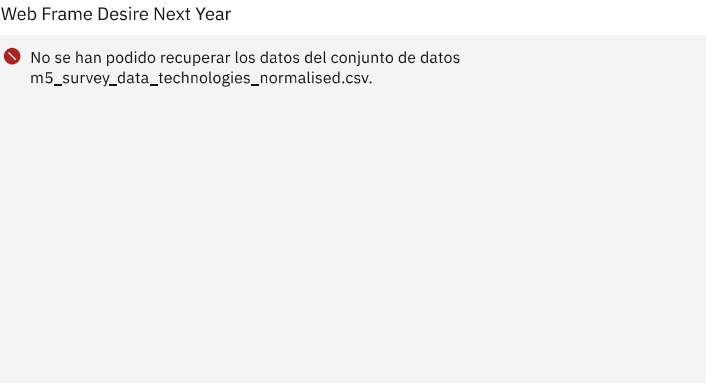 Web Frame Desire Next Year
No se han podido recuperar los datos del conjunto de datos
m5_survey_data_technologies_normalised.csv.